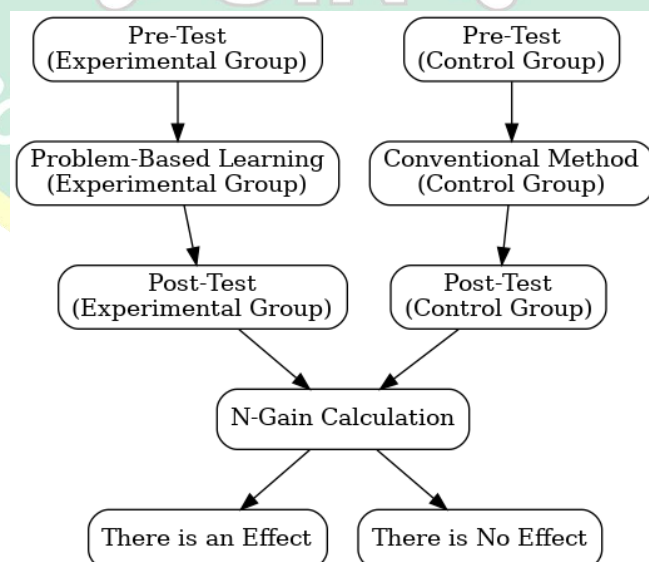 Pre-Test
(Experimental Group)
Pre-Test
(Control Group)
Problem-Based Learning
(Experimental Group)
Conventional Method
(Control Group)
Post-Test
(Experimental Group)
Post-Test
(Control Group)
N-Gain Calculation
There is an Effect
There is No Effect